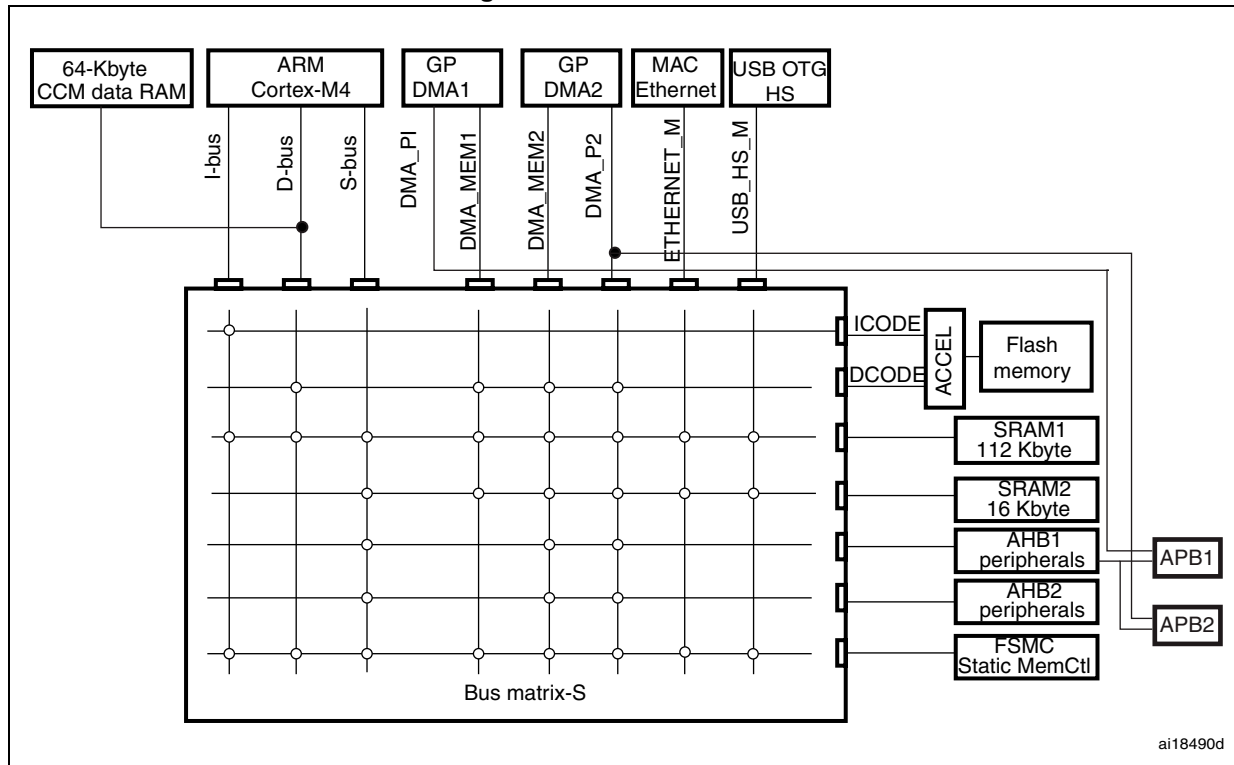 64-Kbyte
CCM data RAM
ARM
Cortex-M4
GP
DMA1
GP
DMA2
MAC
Ethernet
USB OTG
HS
I-bus
D-bus
S-bus
DMA_PI
DMA_MEM1
DMA_MEM2
DMA_P2
ETHERNET_M
USB_HS_M
ICODE
DCODE
ACCEL
Flash
memory
SRAM1
112 Kbyte
SRAM2
16 Kbyte
AHB1
peripherals
AHB2
peripherals
FSMC
Static MemCtl
APB1
APB2
Bus matrix-S
ai18490d